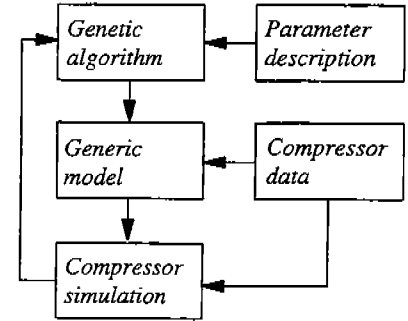 Genetic
algorithm
Parameter
description
Generic
model
Compressor
data
Compressor
simulation